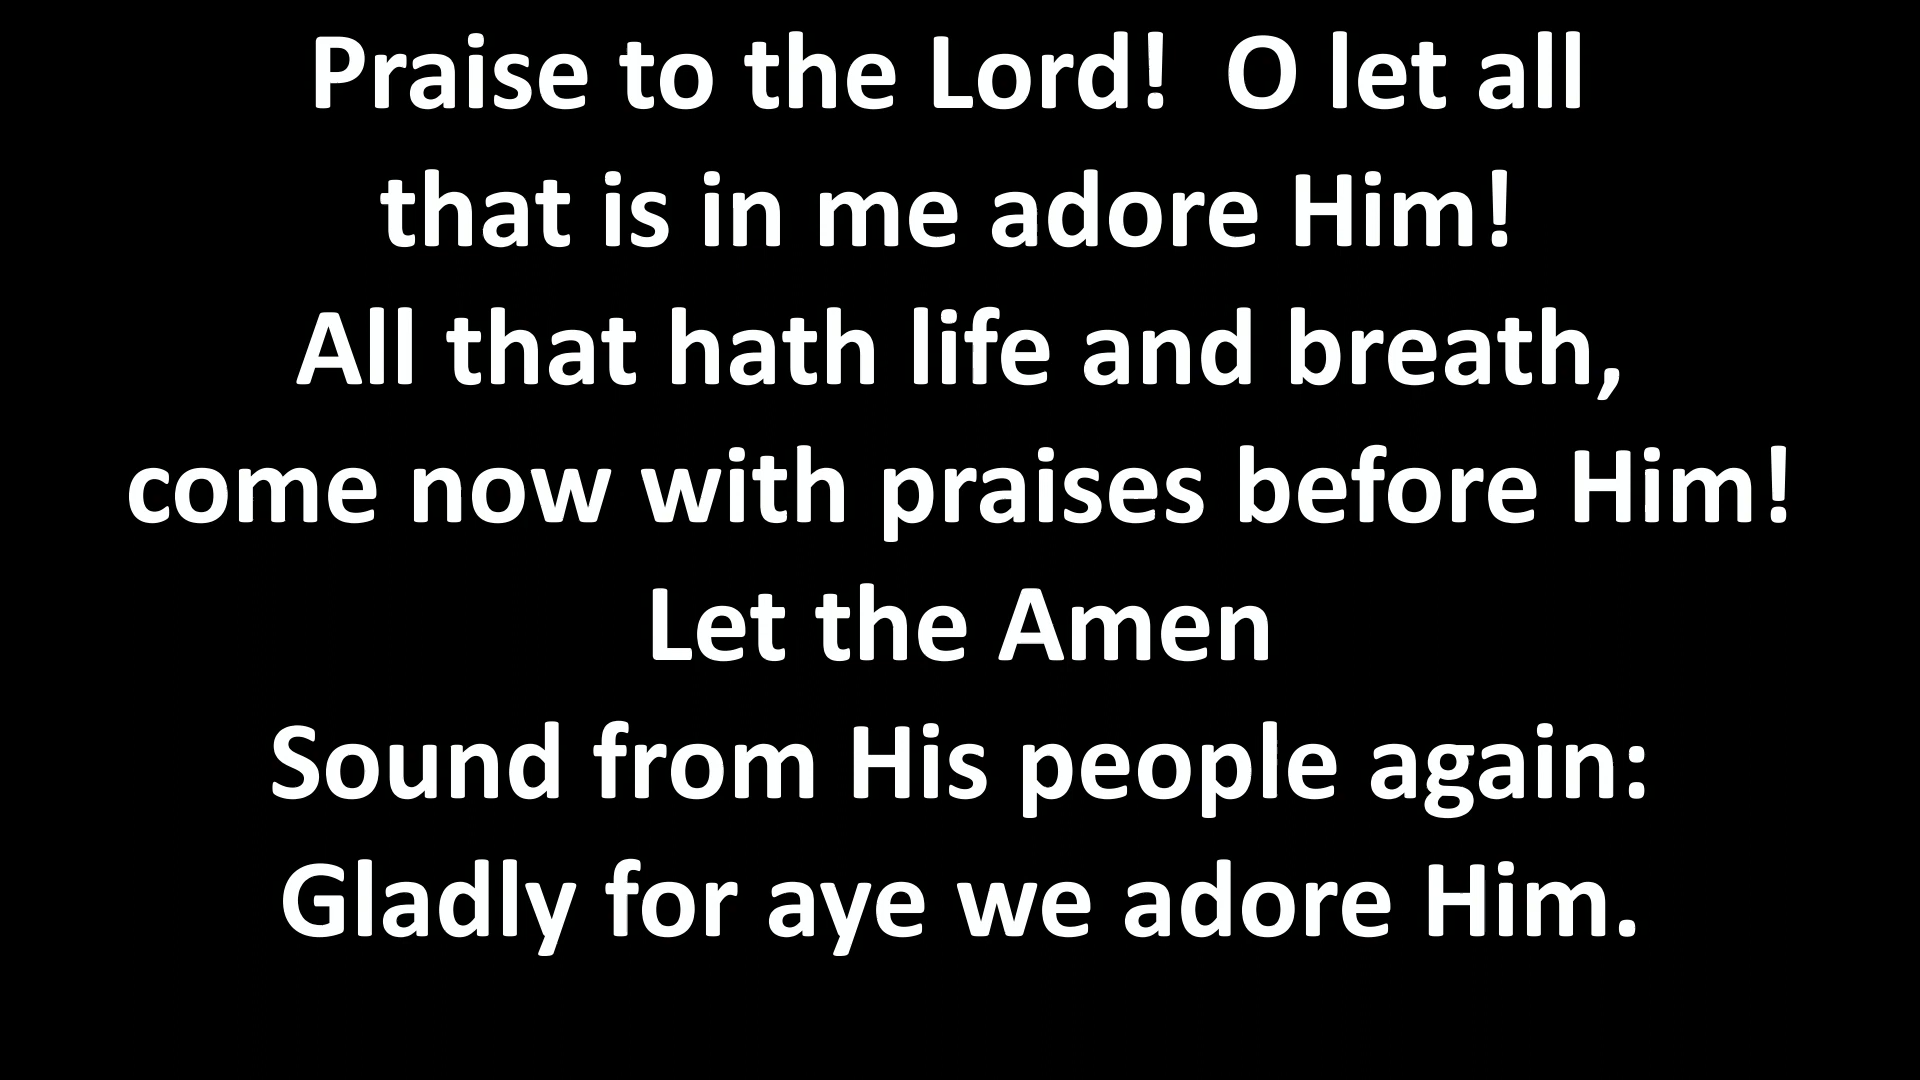 Praise to the Lord!  O let all
that is in me adore Him!
All that hath life and breath,
come now with praises before Him!
Let the Amen
Sound from His people again:
Gladly for aye we adore Him.